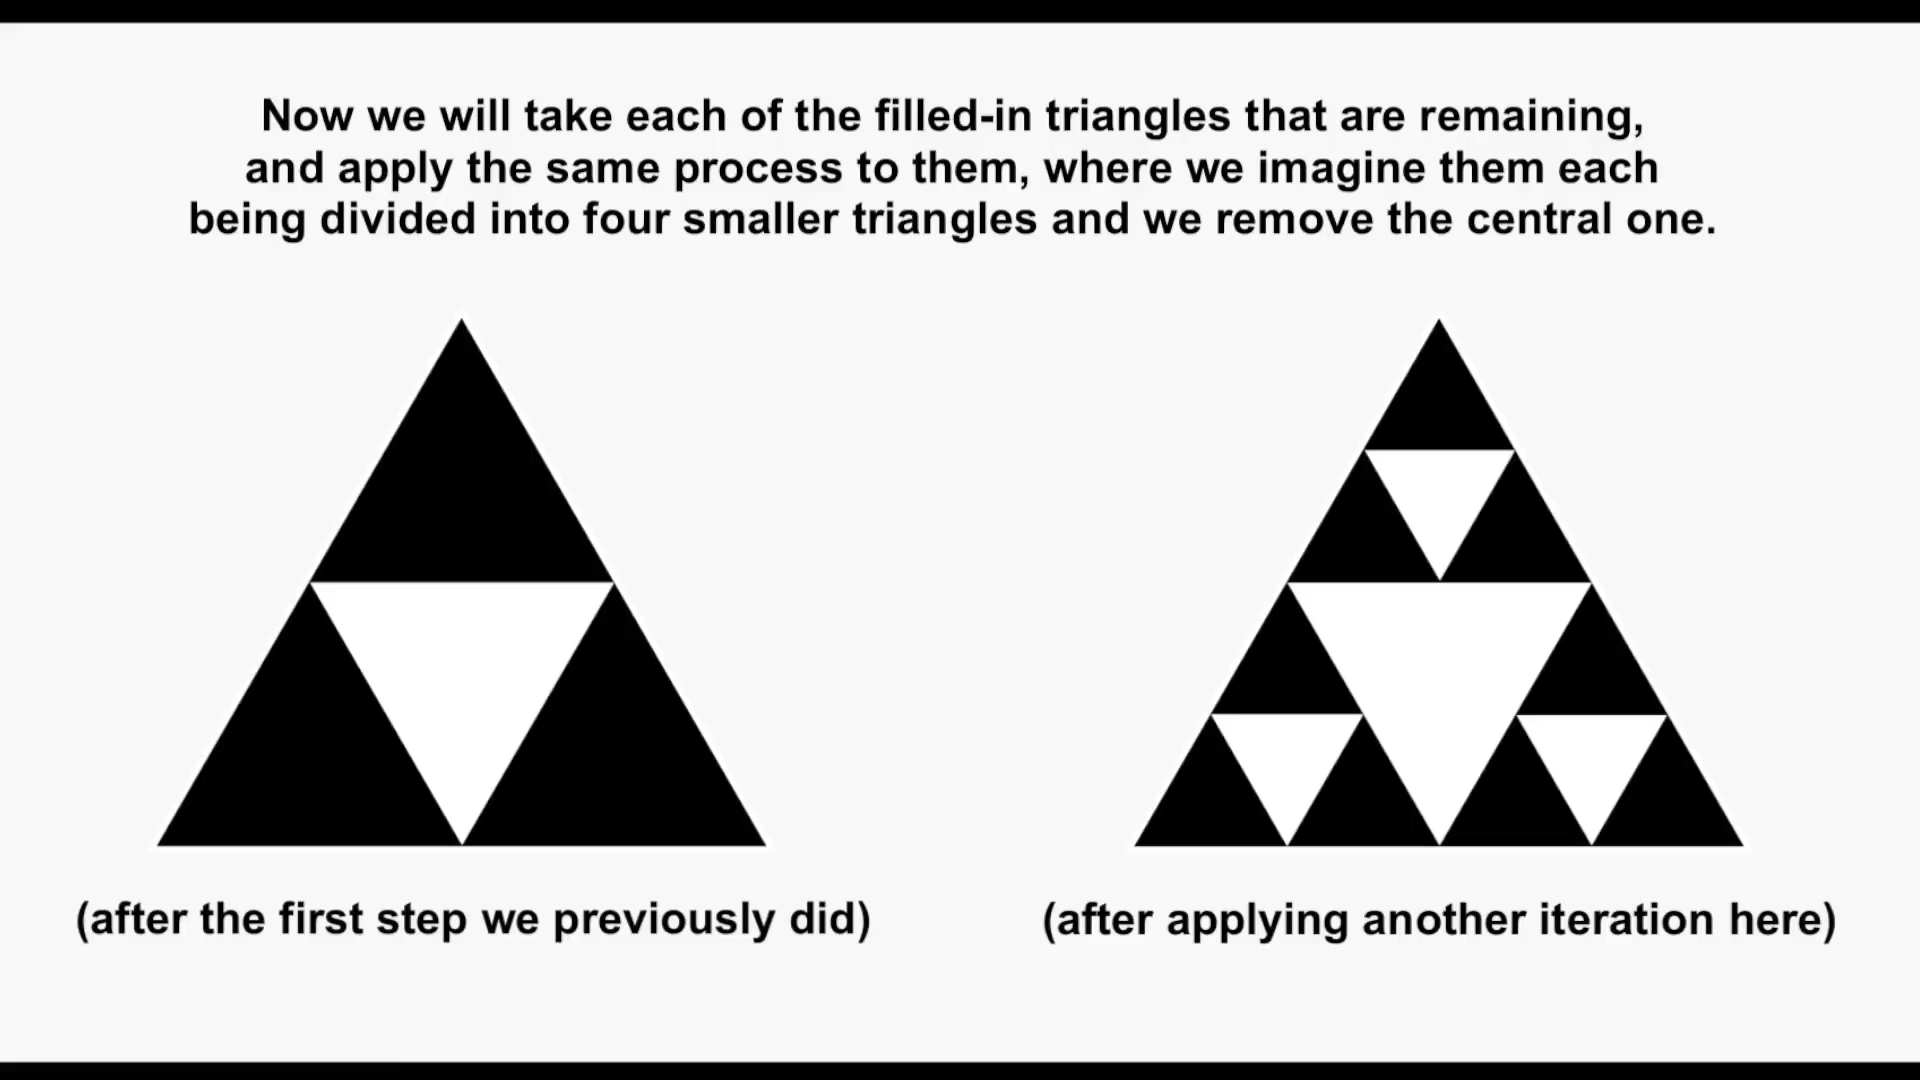 Now we will take each of the filled-in triangles that are remaining,
and apply the same process to them, where we imagine them each
being divided into four smaller triangles and we remove the central one.
(after the first step we previously did)
(after applying another iteration here)